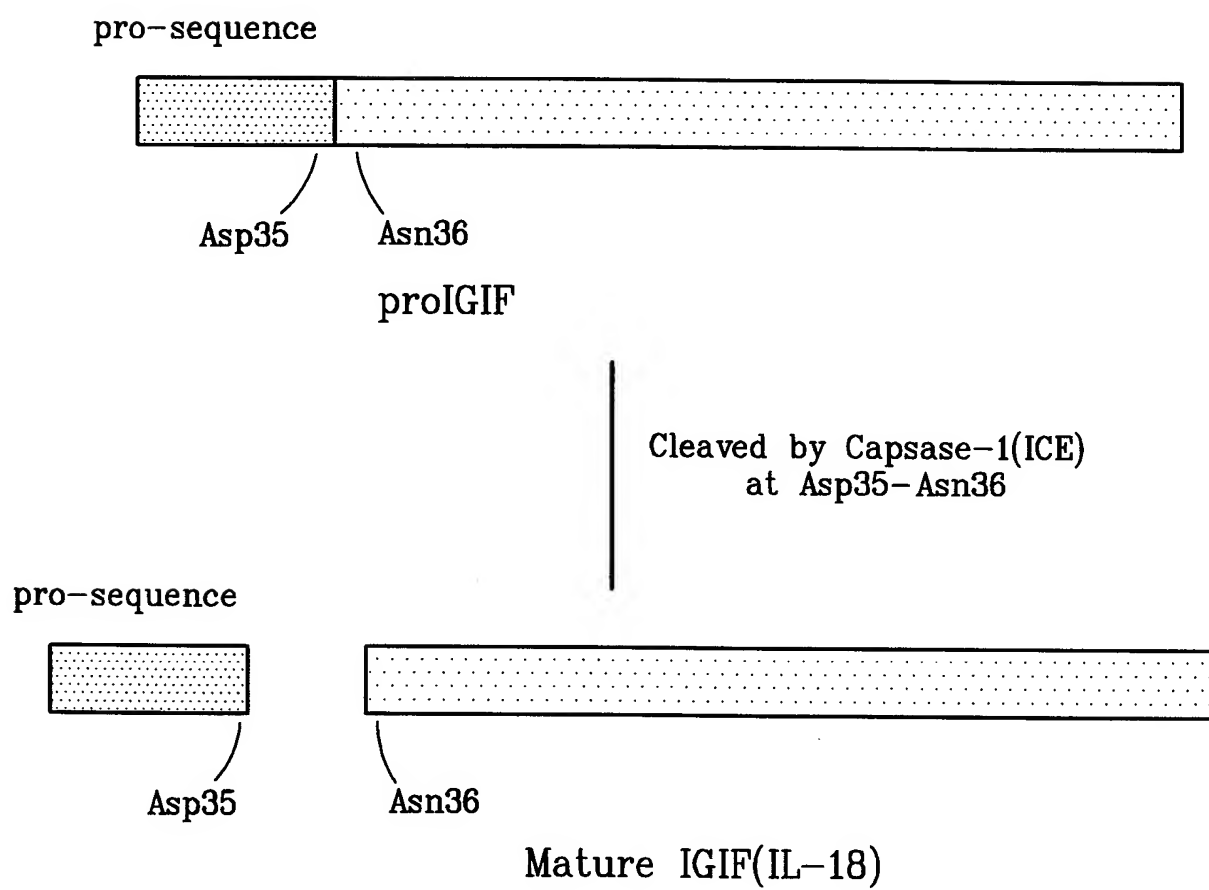 pro-sequence
Asp35
Asn36
proIGIF
Cleaved by Capsase-1(ICE)
at Asp35-Asn36
pro-sequence
Asp35
Asn36
Mature IGIF(IL-18)